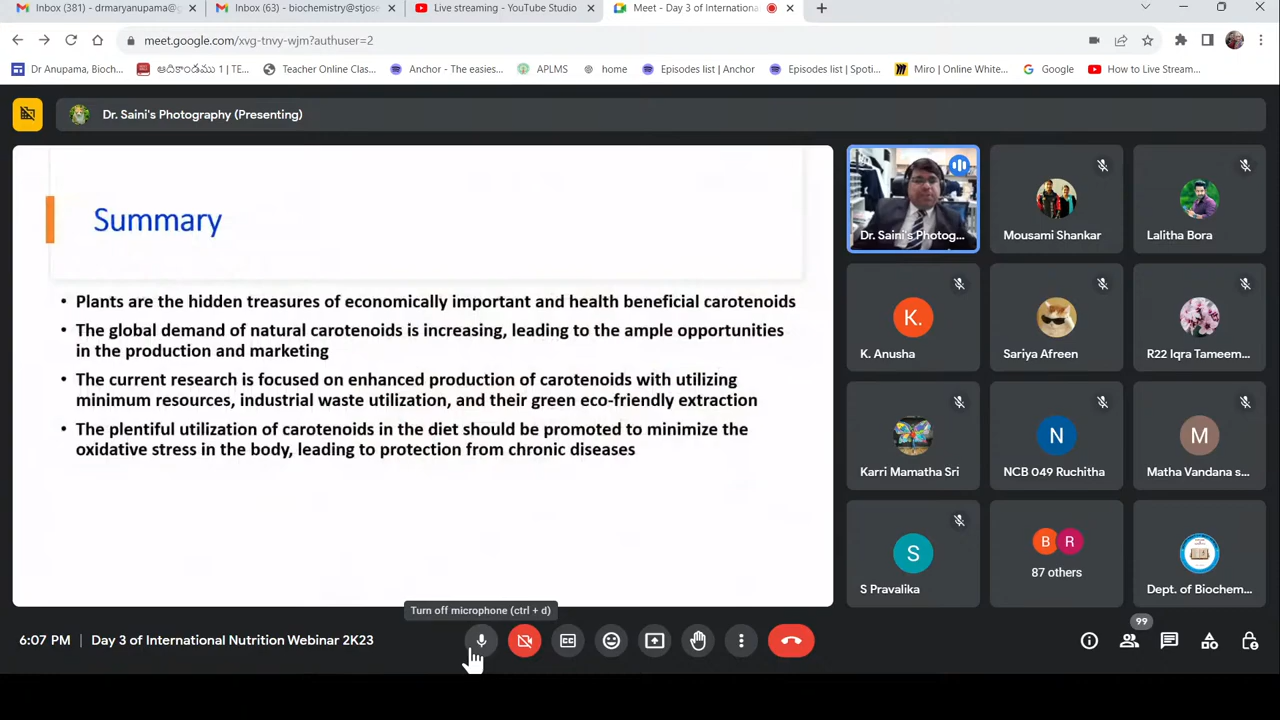 Inbox (381) - drmaryanupama@g
Inbox (63) - biochemistry@stjose
Live streaming - YouTube Studio
Meet - Day 3 of International
meet.google.com/xvg-tnvy-wjm?authuser=2
Dr Anupama, Bioch...
ఆదికాండము 1 | TE...
Teacher Online Clas...
Anchor - The easies...
APLMS
home
Episodes list | Anchor
Episodes list | Spoti...
Miro | Online White...
Google
How to Live Stream...
Dr. Saini's Photography (Presenting)
Summary
• Plants are the hidden treasures of economically important and health beneficial carotenoids
• The global demand of natural carotenoids is increasing, leading to the ample opportunities
in the production and marketing
• The current research is focused on enhanced production of carotenoids with utilizing
minimum resources, industrial waste utilization, and their green eco-friendly extraction
• The plentiful utilization of carotenoids in the diet should be promoted to minimize the
oxidative stress in the body, leading to protection from chronic diseases
Dr. Saini's Photog...
Mousami Shankar
Lalitha Bora
K.
K. Anusha
Sariya Afreen
R22 Iqra Tameem...
Karri Mamatha Sri
N
NCB 049 Ruchitha
M
Matha Vandana s...
S
S Pravalika
B R
87 others
Dept. of Biochem...
Turn off microphone (ctrl + d)
6:07 PM
Day 3 of International Nutrition Webinar 2K23
CC
99